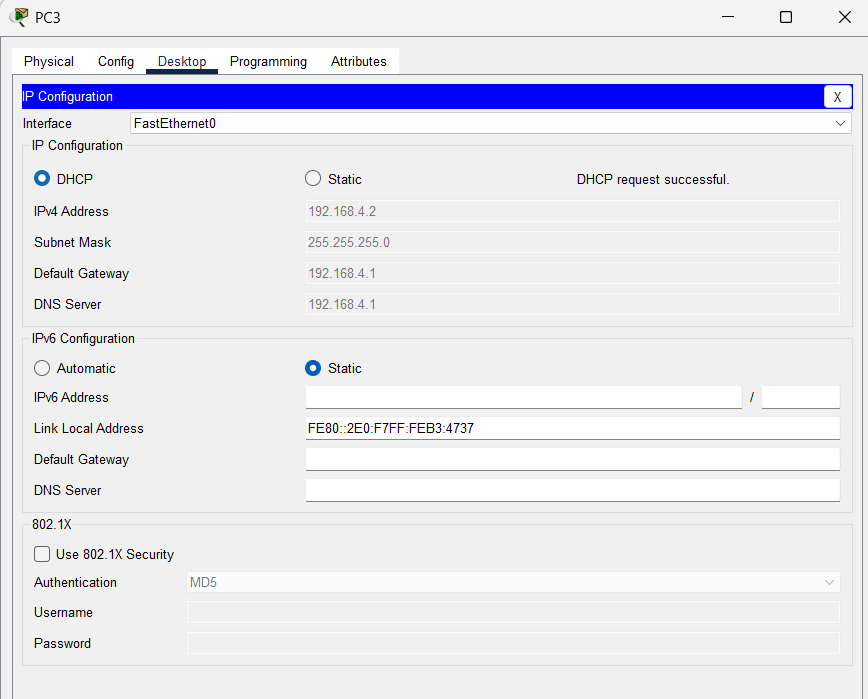 PC3
Physical Config Desktop Programming Attributes
IP Configuration X
Interface FastEthernet0
IP Configuration
DHCP Static DHCP request successful.
IPv4 Address 192.168.4.2
Subnet Mask 255.255.255.0
Default Gateway 192.168.4.1
DNS Server 192.168.4.1
IPv6 Configuration
Automatic Static
IPv6 Address /
Link Local Address FE80::2E0:F7FF:FEB3:4737
Default Gateway
DNS Server
802.1X
Use 802.1X Security
Authentication MD5
Username
Password